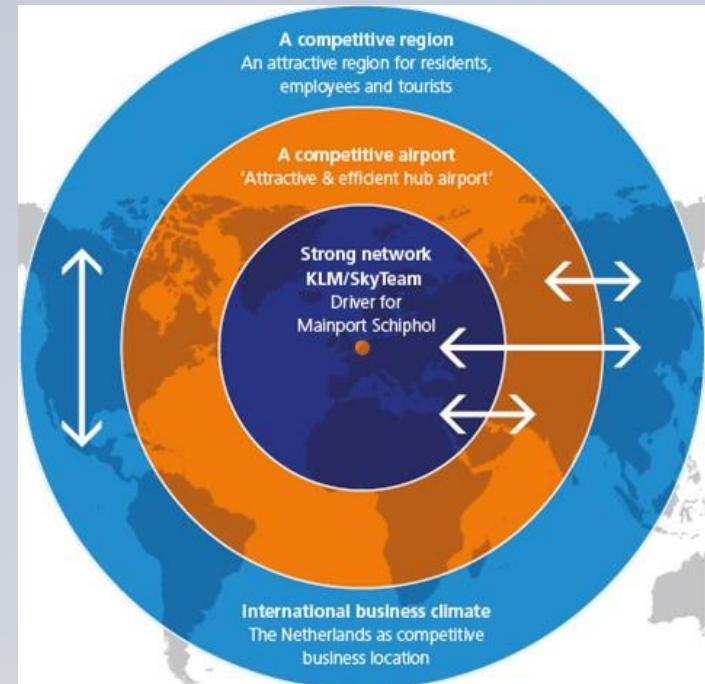 A competitive region
An attractive region for residents,
employees and tourists
A competitive airport
'Attractive & efficient hub airport'
Strong network
KLM/SkyTeam
Driver for
Mainport Schiphol
International business climate
The Netherlands as competitive
business location